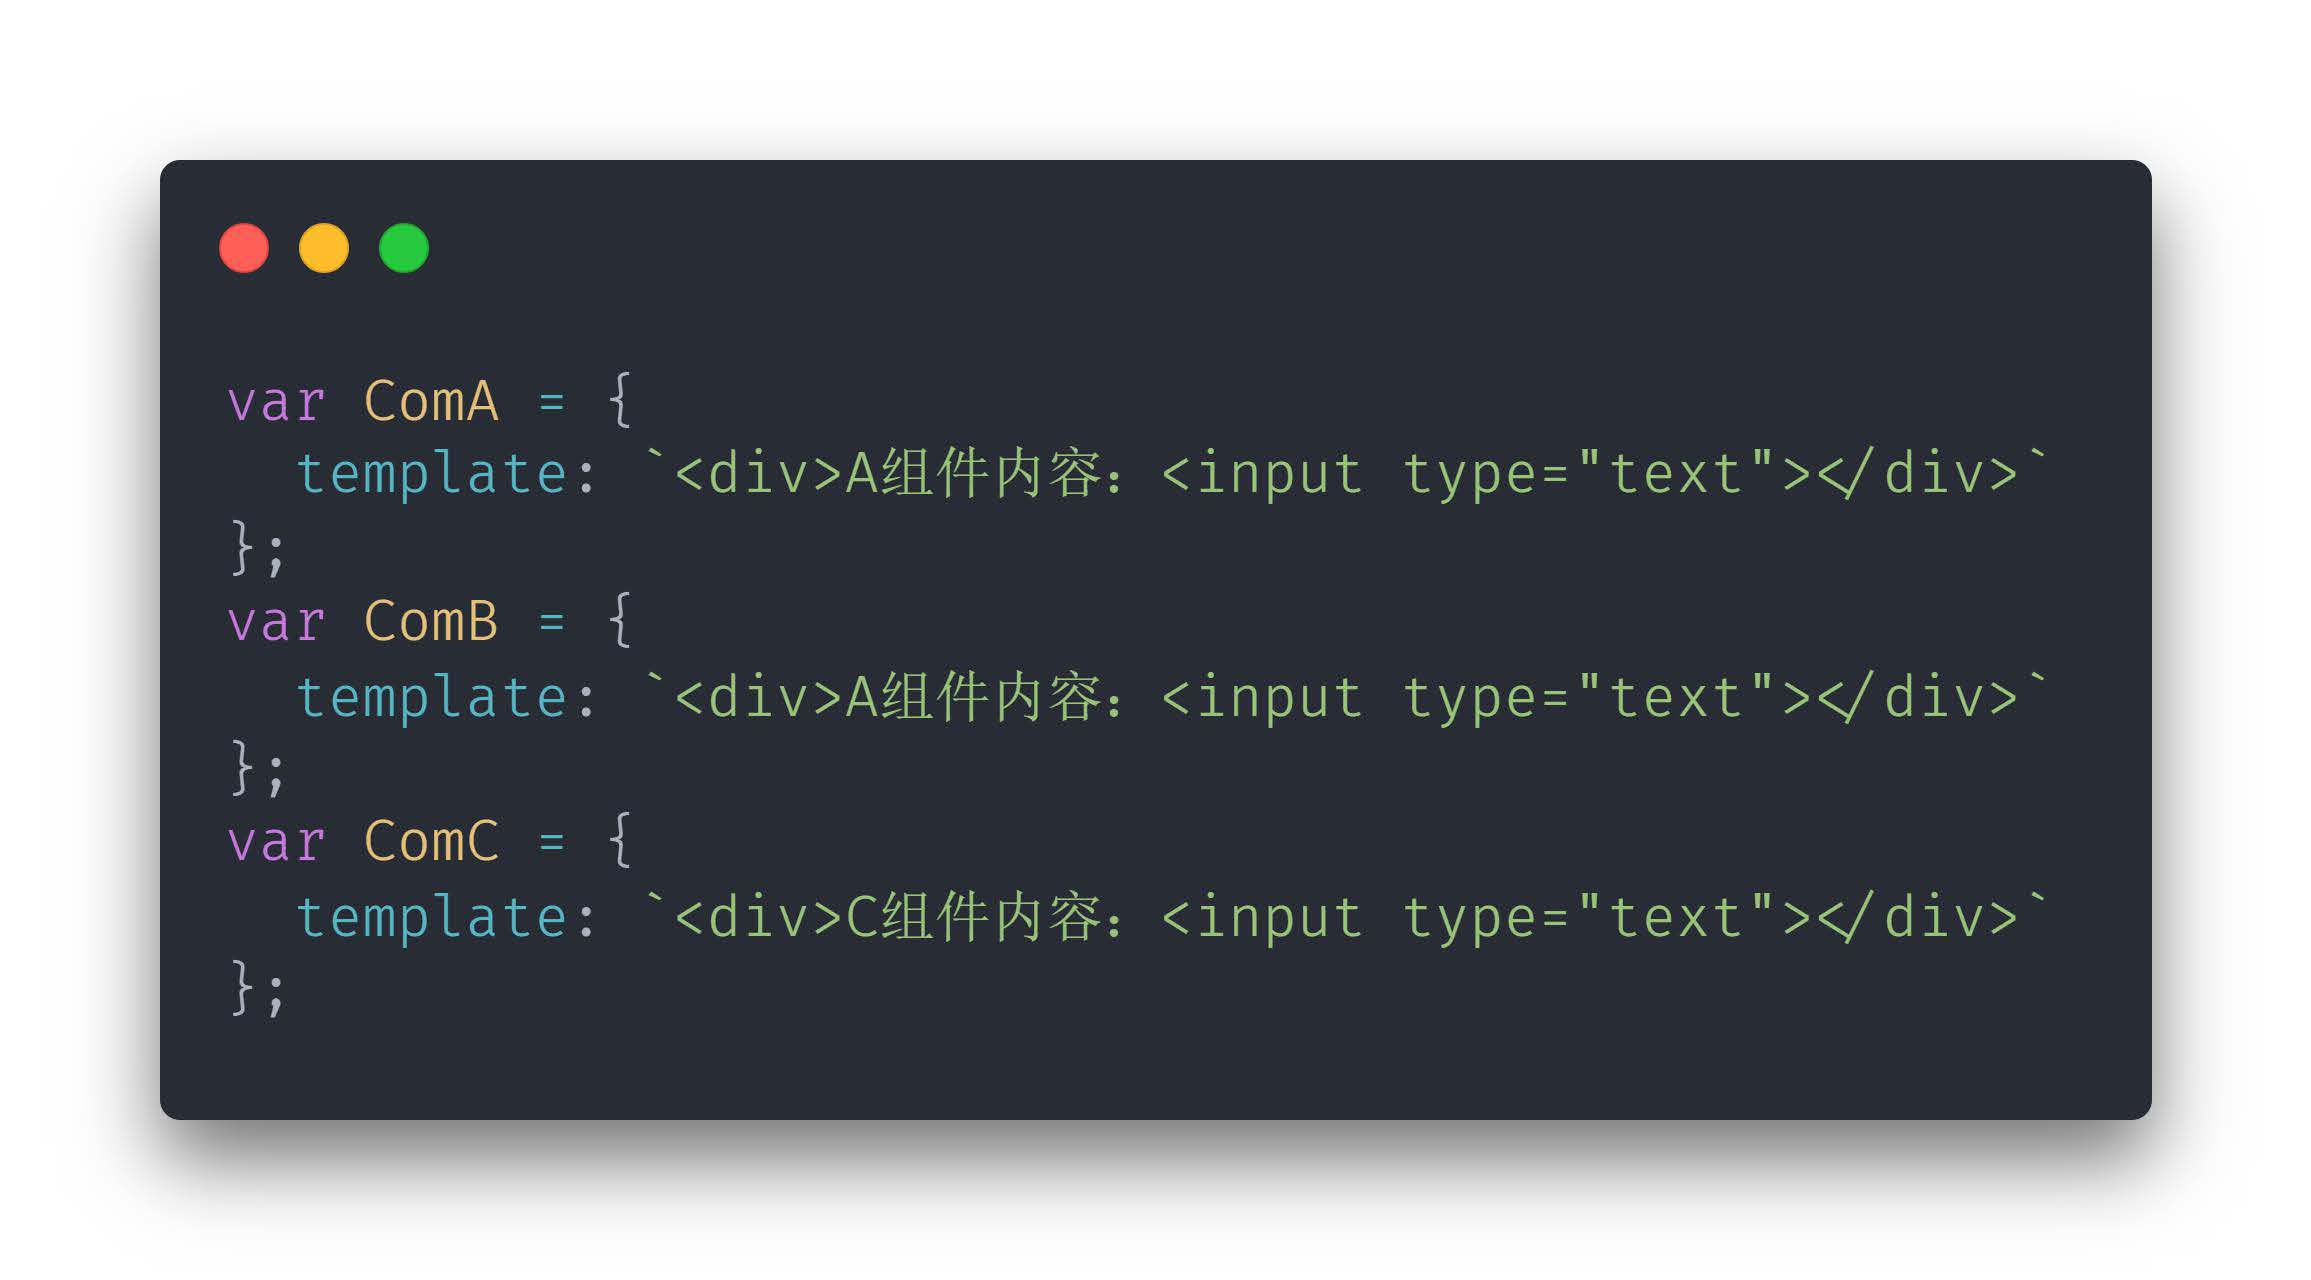 var ComA = {
  template: `<div>A组件内容：<input type="text"></div>`
};
var ComB = {
  template: `<div>A组件内容：<input type="text"></div>`
};
var ComC = {
  template: `<div>C组件内容：<input type="text"></div>`
};